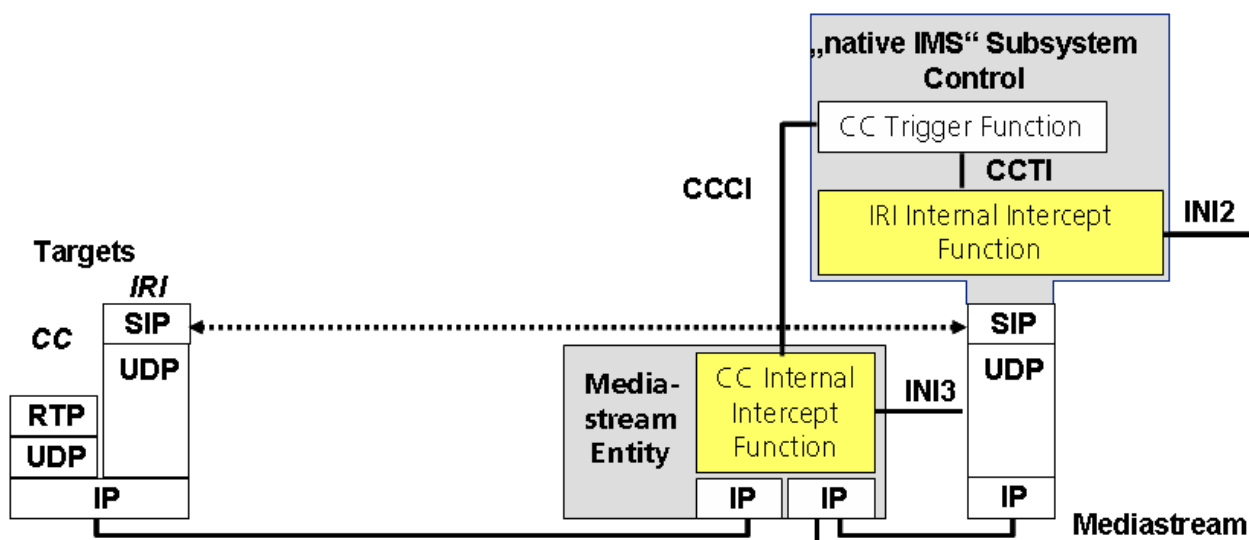 „native IMS“ Subsystem
Control
CC Trigger Function
CCCI
CCTI
IRI Internal Intercept
Function
INI2
Targets
IRI
CC
SIP
UDP
RTP
UDP
IP
Media-
stream
Entity
CC Internal
Intercept
Function
INI3
IP
IP
SIP
UDP
IP
Mediastream